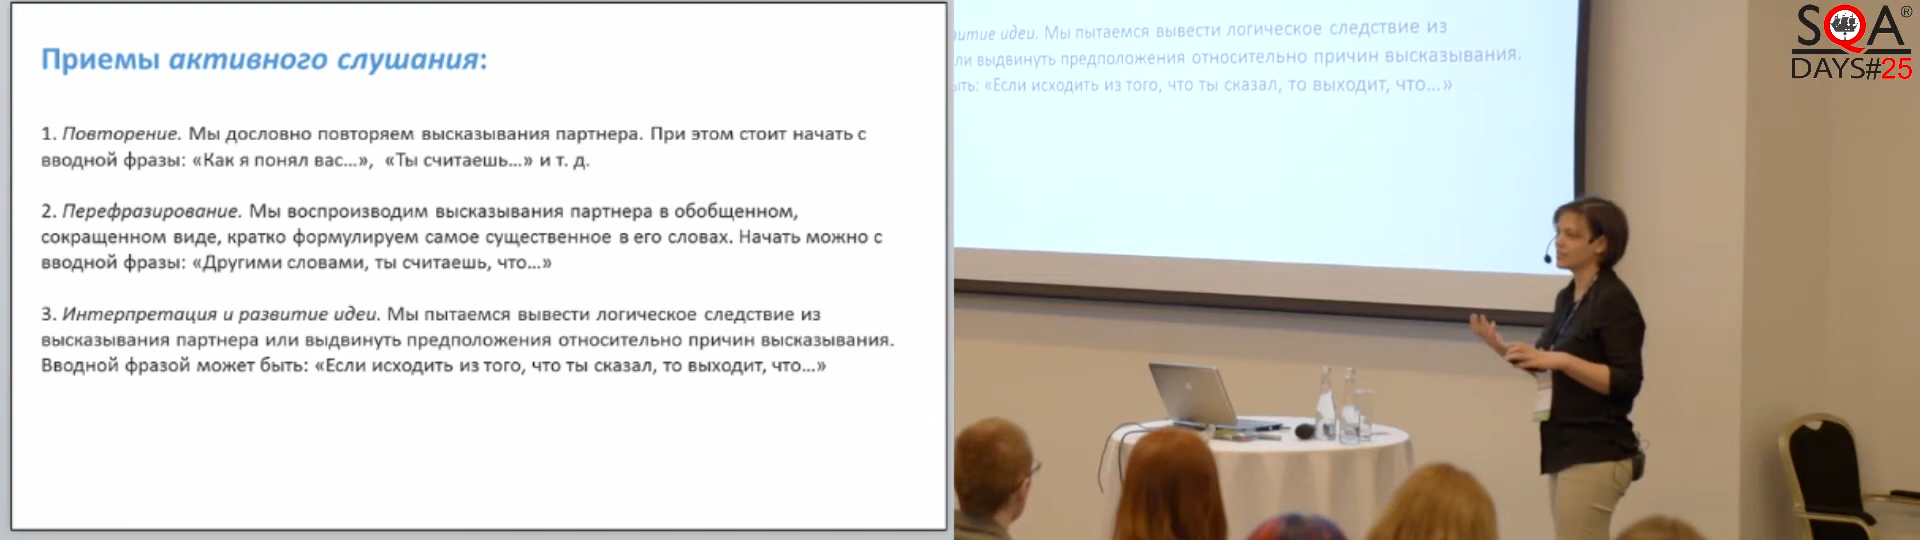 Приемы активного слушания:
1. Повторение. Мы дословно повторяем высказывания партнера. При этом стоит начать с
вводной фразы: «Как я понял вас...», «Ты считаешь...» и т. д.
2. Перефразирование. Мы воспроизводим высказывания партнера в обобщенном,
сокращенном виде, кратко формулируем самое существенное в его словах. Начать можно с
вводной фразы: «Другими словами, ты считаешь, что...»
3. Интерпретация и развитие идеи. Мы пытаемся вывести логическое следствие из
высказывания партнера или выдвинуть предположения относительно причин высказывания.
Вводной фразой может быть: «Если исходить из того, что ты сказал, то выходит, что...»
идеи. Мы пытаемся вывести логическое следствие из
ли выдвинуть предположения относительно причин высказывания.
ыть: «Если исходить из того, что ты сказал, то выходит, что...»
SQA®
DAYS#25